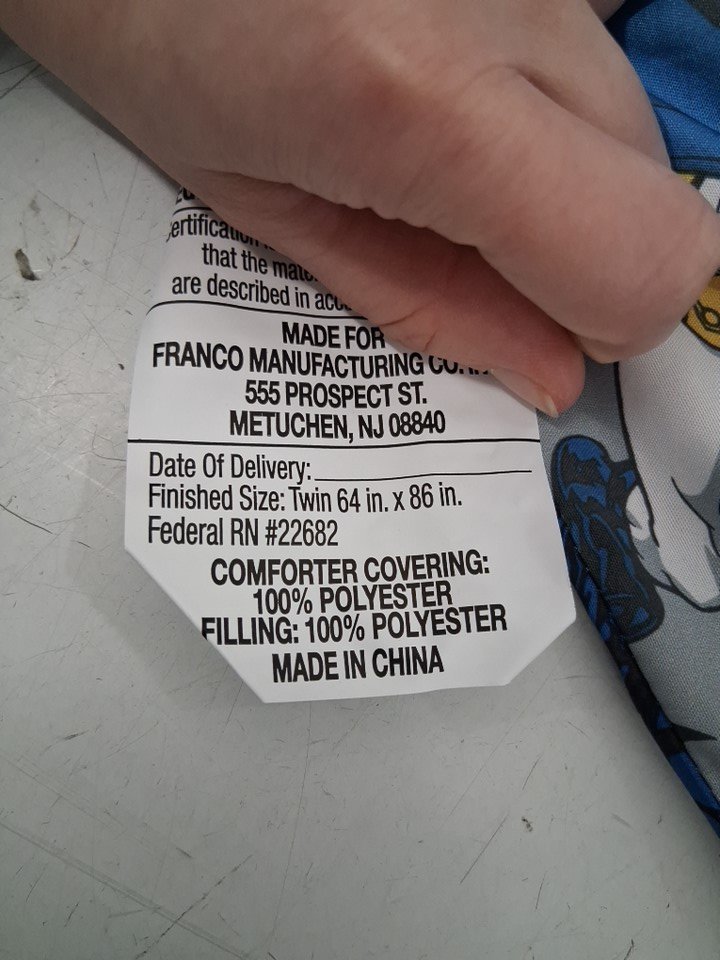 ertification
that the
are described in
MADE FOR
FRANCO MANUFACTURING
555 PROSPECT ST.
METUCHEN, NJ 08840
Date Of Delivery:
Finished Size: Twin 64 in. x 86 in.
Federal RN #22682
COMFORTER COVERING:
100% POLYESTER
FILLING: 100% POLYESTER
MADE IN CHINA